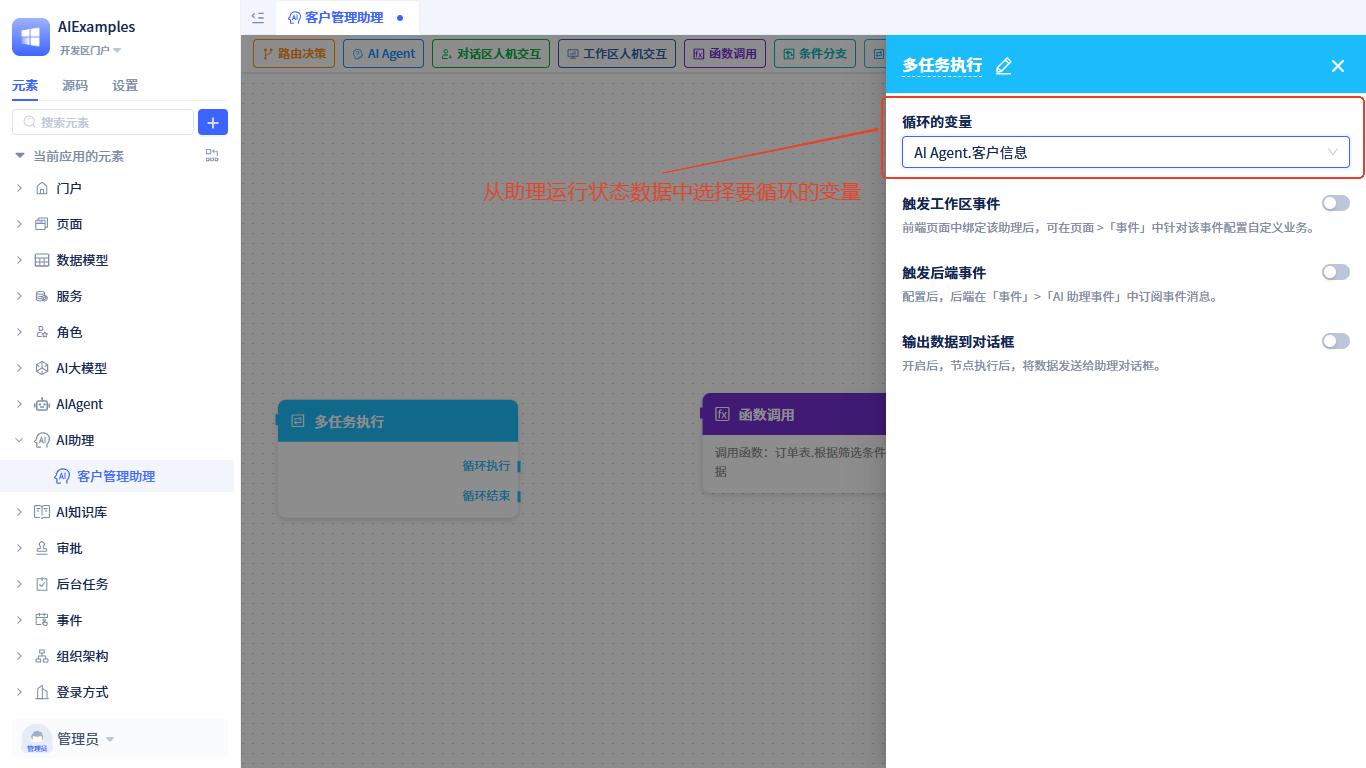 AIExamples
开发区门户
元素
源码
设置
搜索元素
当前应用的元素
门户
页面
数据模型
服务
角色
AI大模型
AIAgent
AI助理
客户管理助理
AI知识库
审批
后台任务
事件
组织架构
登录方式
管理员
管理员
客户管理助理
路由决策
AI Agent
对话区人机交互
工作区人机交互
函数调用
条件分支
从助理运行状态数据中选择要循环的变量
多任务执行
循环执行
循环结束
函数调用
调用函数：订单表.根据筛选条件
据
多任务执行
循环的变量
AI Agent.客户信息
触发工作区事件
前端页面中绑定该助理后，可在页面 >「事件」中针对该事件配置自定义业务。
触发后端事件
配置后，后端在「事件」>「AI 助理事件」中订阅事件消息。
输出数据到对话框
开启后，节点执行后，将数据发送给助理对话框。